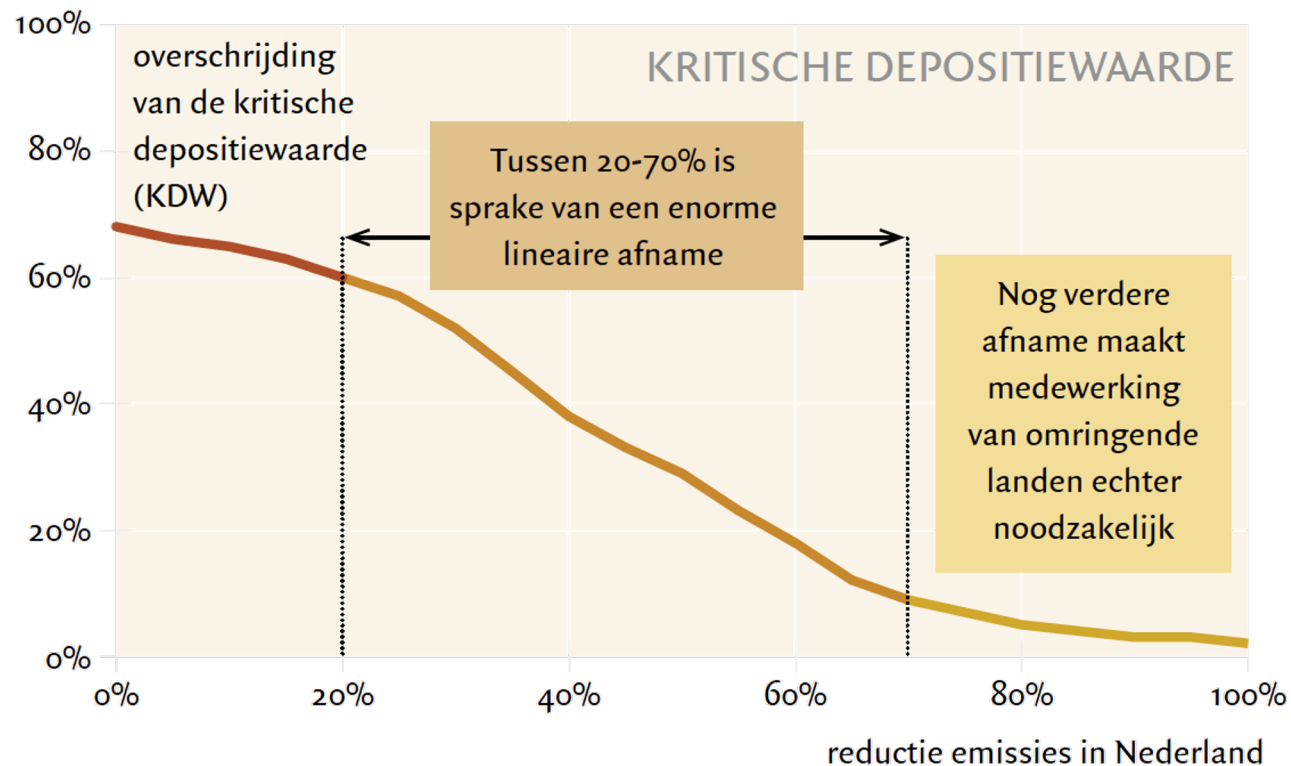 100%
80%
60%
40%
20%
0%
overschrijding
van de kritische
depositiewaarde
(KDW)
KRITISCHE DEPOSITIEWAARDE
Tussen 20-70% is
sprake van een enorme
lineaire afname
Nog verdere
afname maakt
medewerking
van omringende
landen echter
noodzakelijk
0% 20% 40% 60% 80% 100%
reductie emissies in Nederland